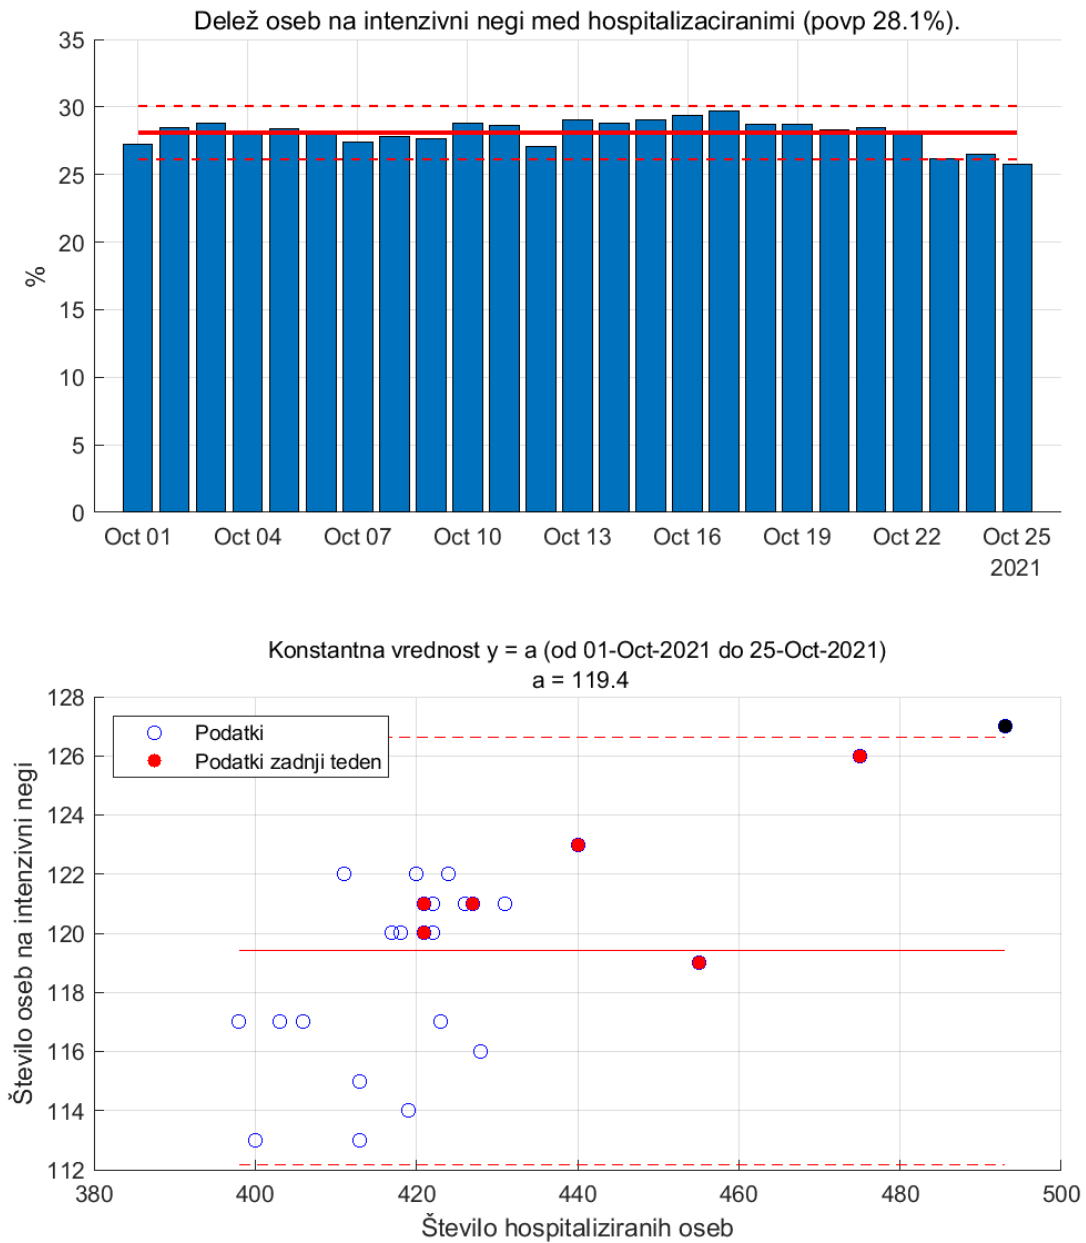 Delež oseb na intenzivni negi med hospitalizaciranimi (povp 28.1%).
35
30
25
20
15
10
5
0
%
Oct 01 Oct 04 Oct 07 Oct 10 Oct 13 Oct 16 Oct 19 Oct 22 Oct 25
2021
Konstantna vrednost y = a (od 01-Oct-2021 do 25-Oct-2021)
a = 119.4
128
126
124
122
120
118
116
114
112
Število oseb na intenzivni negi
Podatki
Podatki zadnji teden
380 400 420 440 460 480 500
Število hospitaliziranih oseb